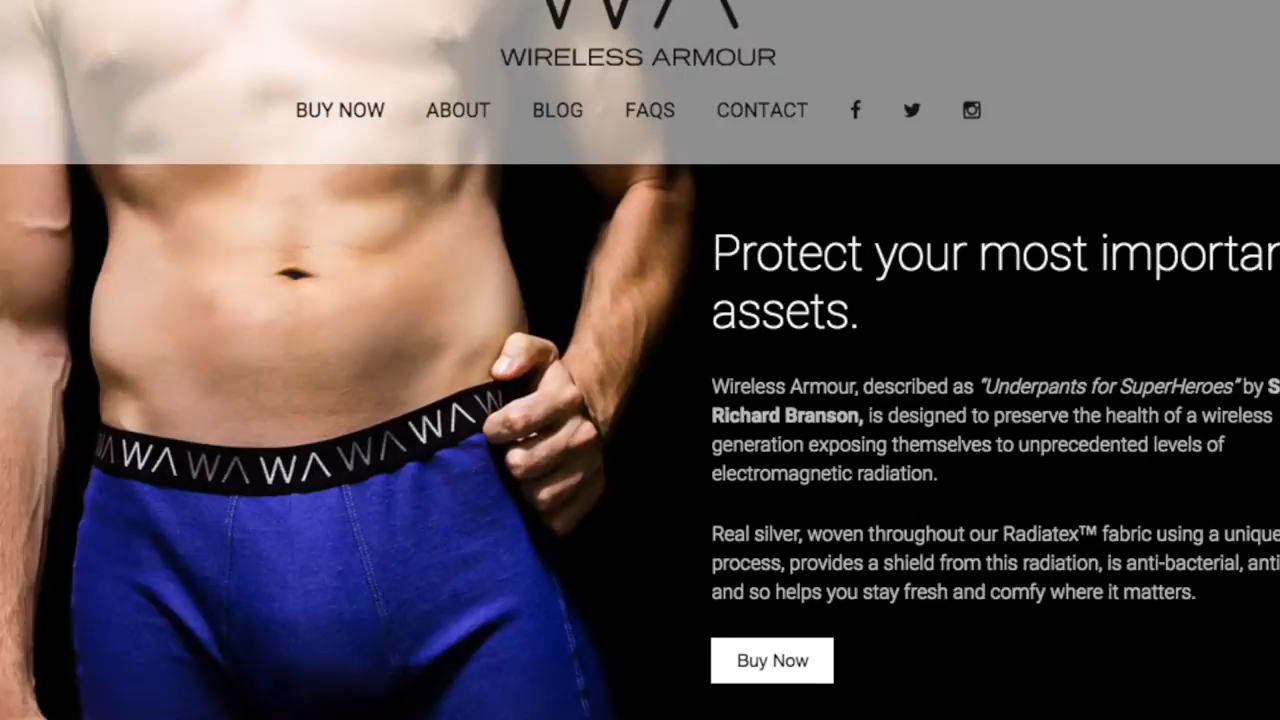 WA
WIRELESS ARMOUR
BUY NOW ABOUT BLOG FAQS CONTACT
Protect your most importan
assets.
WA WA WA WA WA W
Wireless Armour, described as “Underpants for SuperHeroes” by S
Richard Branson, is designed to preserve the health of a wireless
generation exposing themselves to unprecedented levels of
electromagnetic radiation.
Real silver, woven throughout our Radiatex™ fabric using a unique
process, provides a shield from this radiation, is anti-bacterial, anti
and so helps you stay fresh and comfy where it matters.
Buy Now